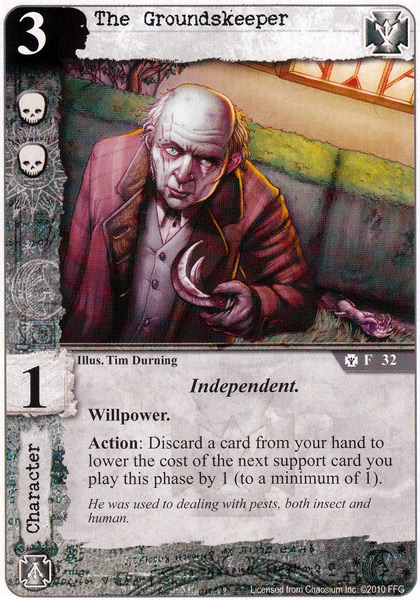 3
The Groundskeeper
Illus. Tim Durning
F 32
1
Character
Independent.
Willpower.
Action: Discard a card from your hand to
lower the cost of the next support card you
play this phase by 1 (to a minimum of 1).
He was used to dealing with pests, both insect and
human.
Licensed from Chaosium Inc. ©2010 FFG